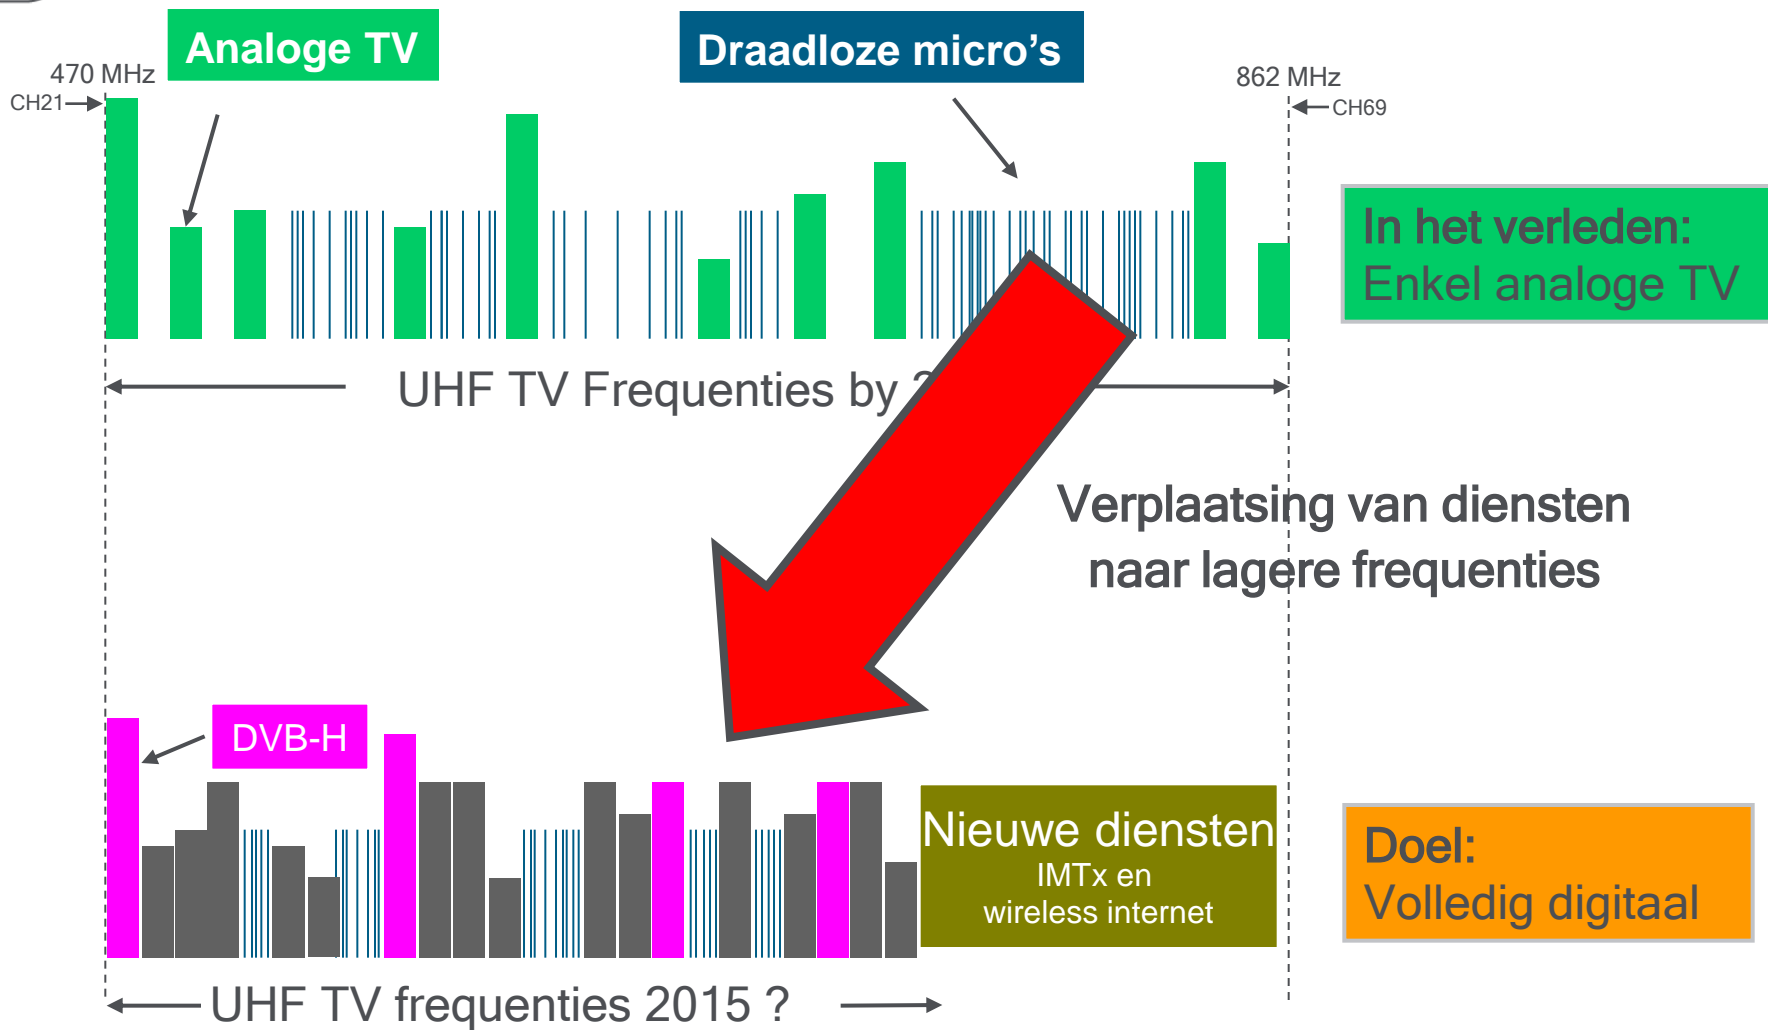 Analoge TV
Draadloze micro's
470 MHz
862 MHz
CH21
CH69
In het verleden:
Enkel analoge TV
UHF TV Frequenties by
Verplaatsing van diensten
naar lagere frequenties
DVB-H
Nieuwe diensten
IMTx en
wireless internet
Doel:
Volledig digitaal
UHF TV frequenties 2015 ?